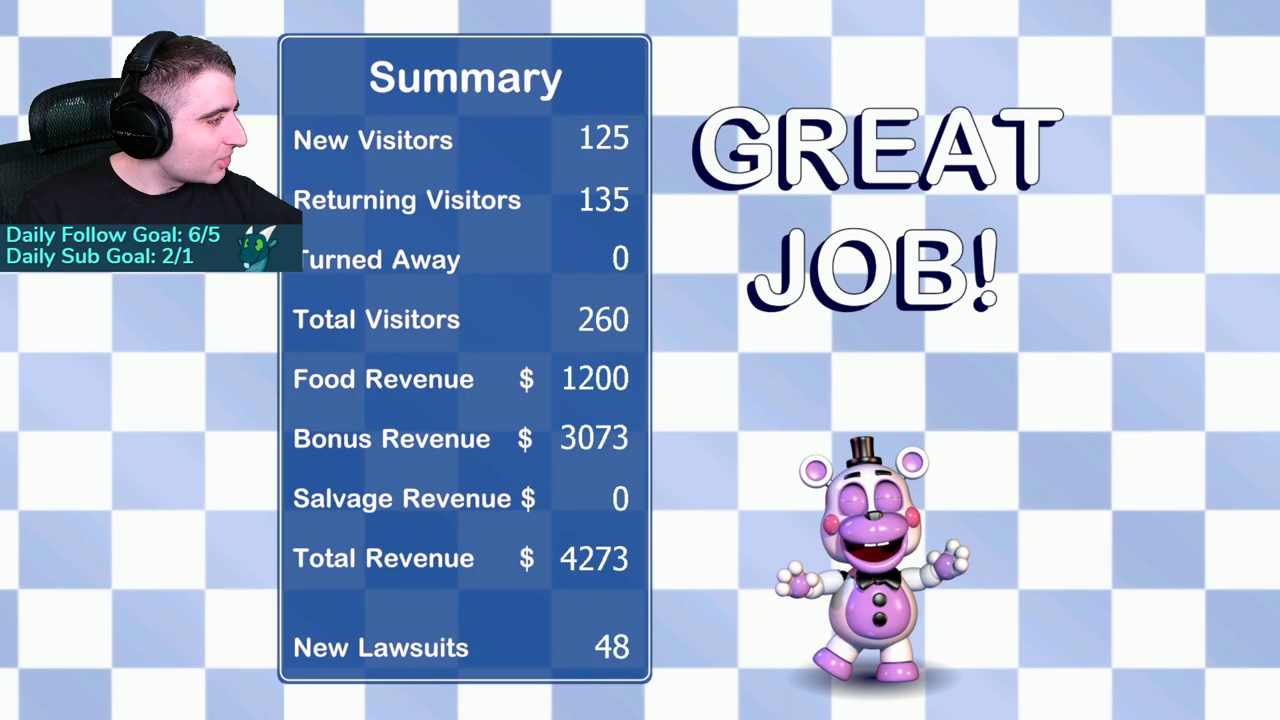 Summary
New Visitors 125
Returning Visitors 135
Turned Away 0
Total Visitors 260
Food Revenue $ 1200
Bonus Revenue $ 3073
Salvage Revenue $ 0
Total Revenue $ 4273
New Lawsuits 48
GREAT
JOB!
Daily Follow Goal: 6/5
Daily Sub Goal: 2/1